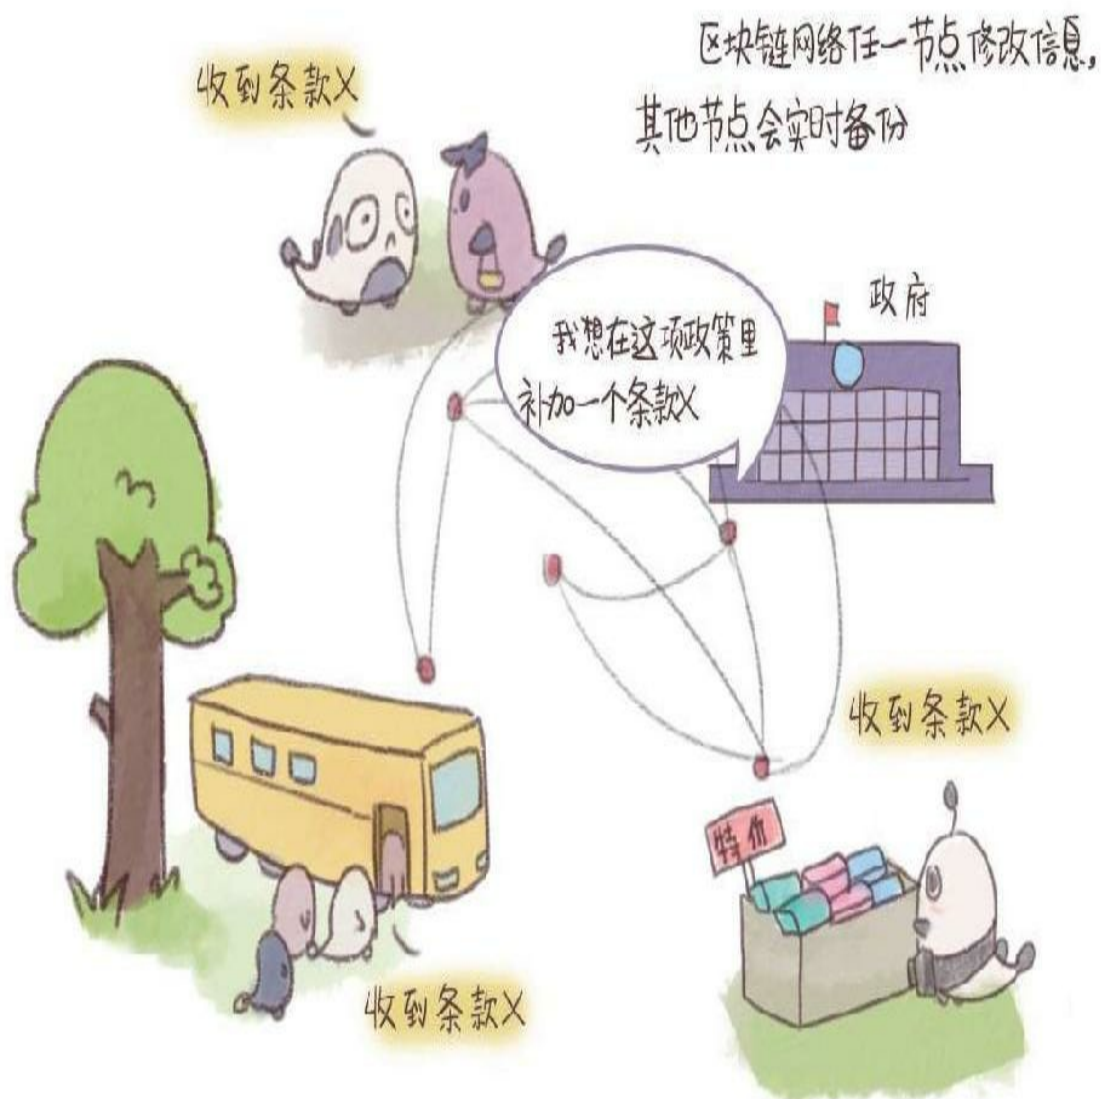 区块链网络任一节点修改信息,
其他节点会实时备份
收到条款X
政府
我想在这项政策里
补加一个条款X
收到条款X
特价
收到条款X